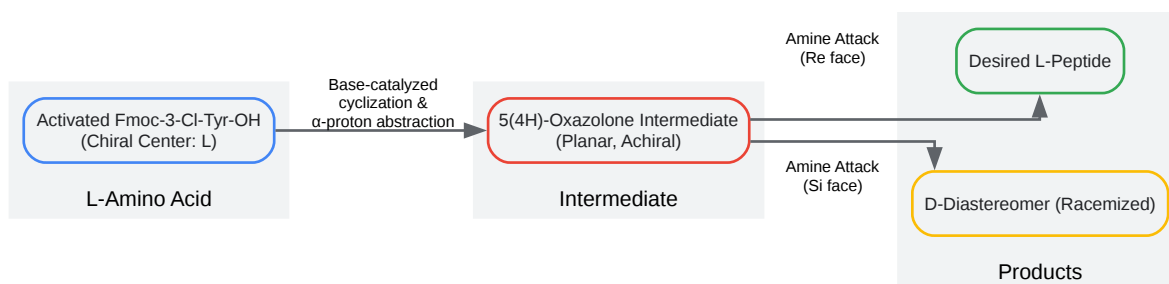 Activated Fmoc-3-Cl-Tyr-OH
(Chiral Center: L)
L-Amino Acid
Base-catalyzed
cyclization &
α-proton abstraction
5(4H)-Oxazolone Intermediate
(Planar, Achiral)
Intermediate
Amine Attack
(Re face)
Amine Attack
(Si face)
Desired L-Peptide
D-Diastereomer (Racemized)
Products